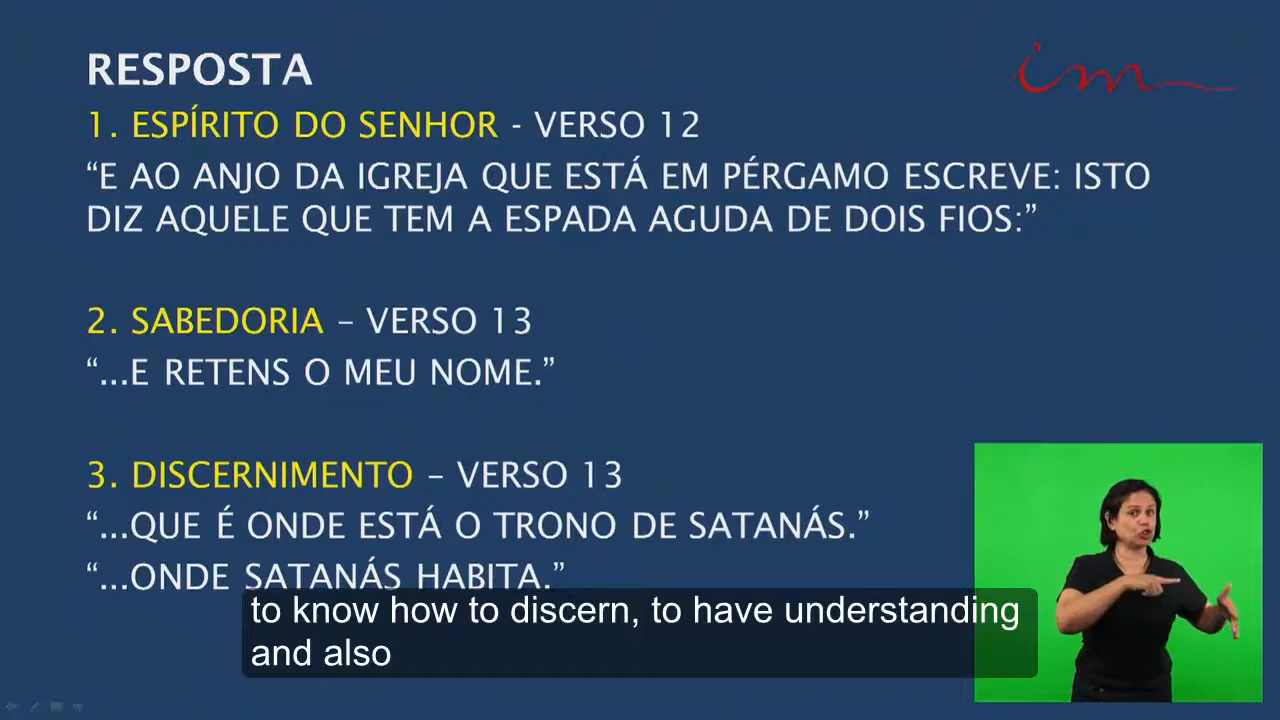 RESPOSTA
im
1. ESPÍRITO DO SENHOR - VERSO 12
“E AO ANJO DA IGREJA QUE ESTÁ EM PÉRGAMO ESCREVE: ISTO
DIZ AQUELE QUE TEM A ESPADA AGUDA DE DOIS FIOS:”
2. SABEDORIA – VERSO 13
“...E RETENS O MEU NOME.”
3. DISCERNIMENTO – VERSO 13
“...QUE É ONDE ESTÁ O TRONO DE SATANÁS.”
“...ONDE SATANÁS HABITA.”
to know how to discern, to have understanding
and also